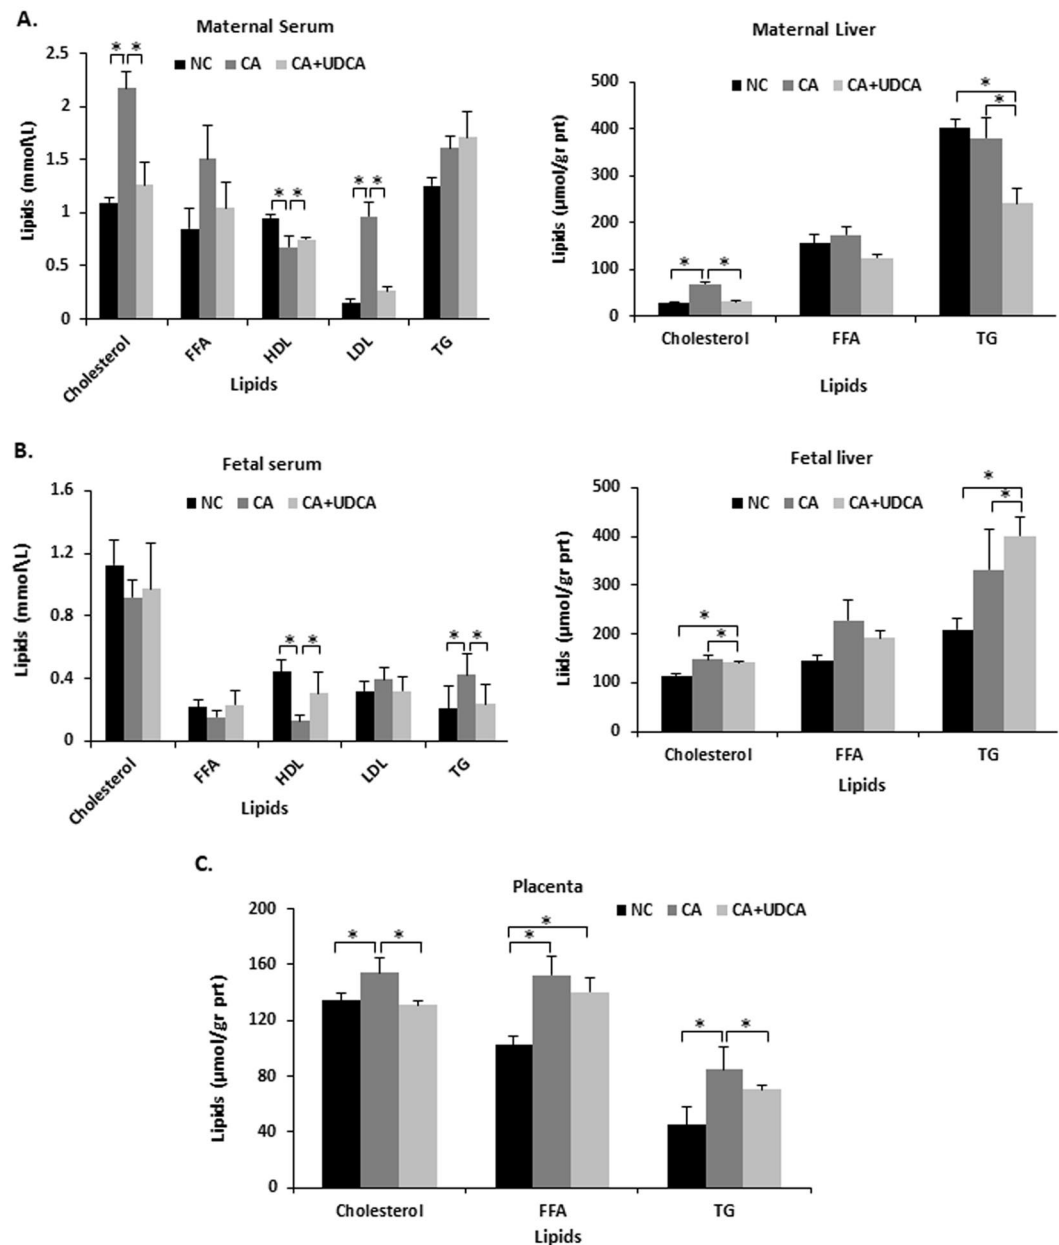 A.
Maternal Serum
NC CA CA+UDCA
Lipids (mmol\L)
2.5
2
1.5
1
0.5
0
* * * * * *
Cholesterol FFA HDL LDL TG
Lipids
Maternal Liver
NC CA CA+UDCA
Lipids (µmol/gr prt)
500
400
300
200
100
0
* * * *
Cholesterol FFA TG
Lipids
B.
Fetal serum
NC CA CA+UDCA
Lipids (mmol\L)
1.6
1.2
0.8
0.4
0
* * * *
Cholesterol FFA HDL LDL TG
Lipids
Fetal liver
NC CA CA+UDCA
Liids (µmol/gr prt)
500
400
300
200
100
0
* * * *
Cholesterol FFA TG
Lipids
C.
Placenta
NC CA CA+UDCA
Lipids (µmol/gr prt)
200
160
120
80
40
0
* * * * * *
Cholesterol FFA TG
Lipids